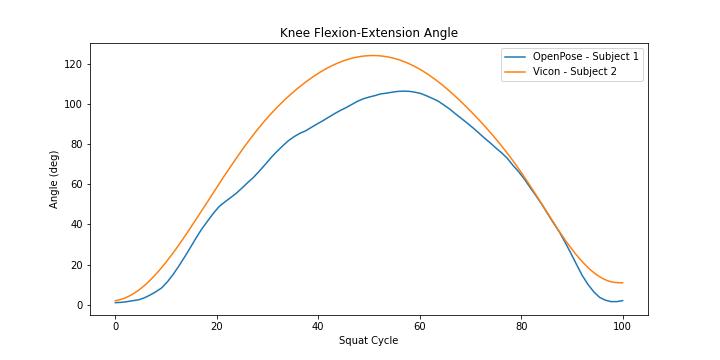 Knee Flexion-Extension Angle
OpenPose - Subject 1
Vicon - Subject 2
Angle (deg)
120
100
80
60
40
20
0
0 20 40 60 80 100
Squat Cycle